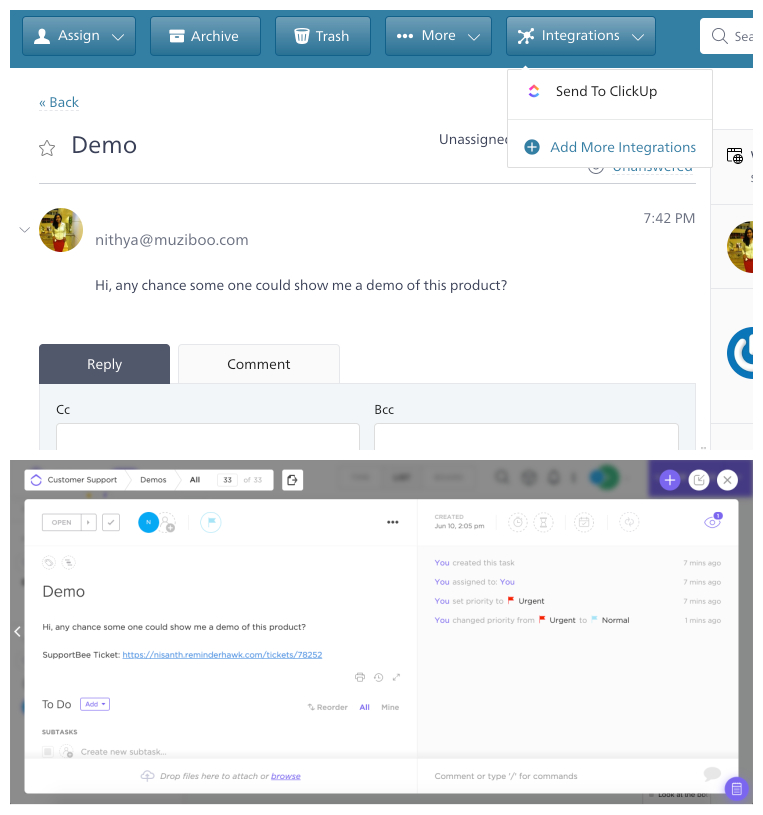 Assign
Archive
Trash
More
Integrations
Send To ClickUp
Add More Integrations
« Back
Demo
Unassigned
Unanswered
nithya@muziboo.com
7:42 PM
Hi, any chance some one could show me a demo of this product?
Reply
Comment
Cc
Bcc
Customer Support
Demos
All
33 of 33
OPEN
N
CREATED
Jun 10, 2:05 pm
1
You created this task
7 mins ago
You assigned to: You
7 mins ago
You set priority to Urgent
7 mins ago
You changed priority from Urgent to Normal
1 mins ago
Demo
Hi, any chance some one could show me a demo of this product?
SupportBee Ticket: https://nisanth.reminderhawk.com/tickets/78252
To Do
Add
Reorder
All
Mine
SUBTASKS
Create new subtask...
Drop files here to attach or browse
Comment or type '/' for commands